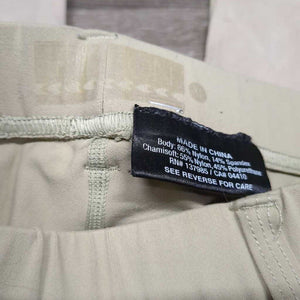 MADE IN CHINA
Body: 86% Nylon, 14% Spandex
Chamisoft: 55% Nylon, 45% Polyurethane
RN# 137985 / CA# 04410
SEE REVERSE FOR CARE